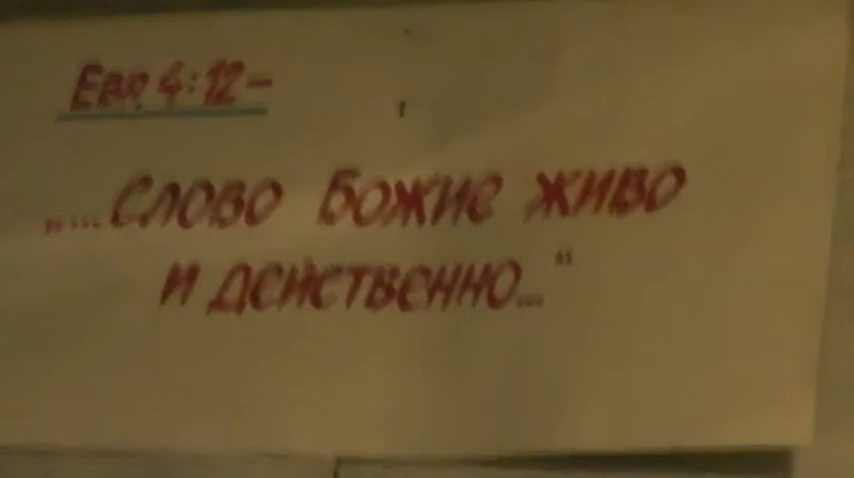 Евр. 4:12-
„...Слово Божие живо
и действенно..."